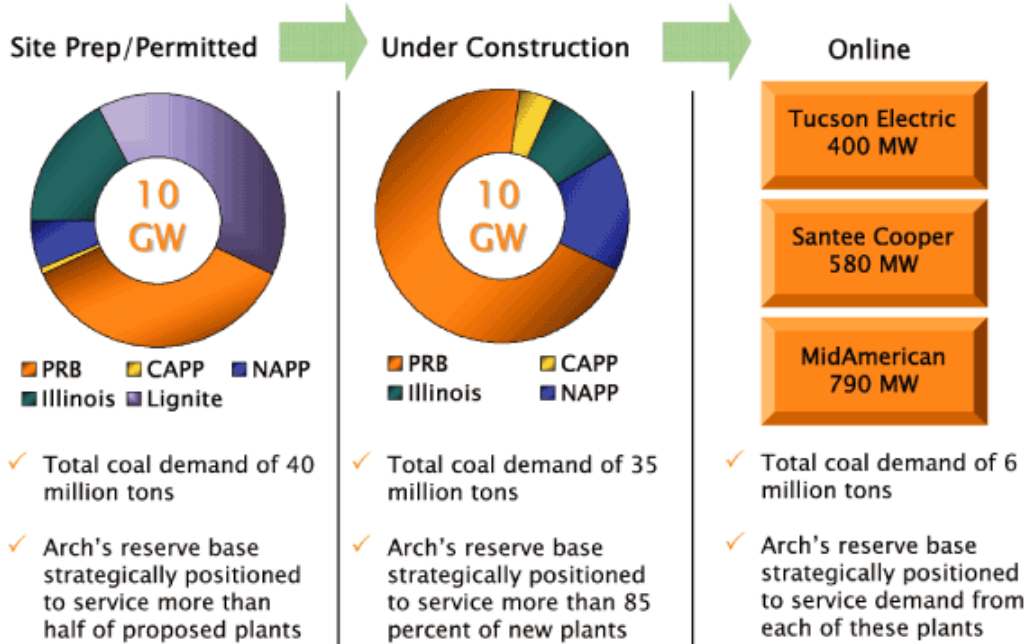 Site Prep/Permitted
10
GW
PRB
CAPP
NAPP
Illinois
Lignite
Total coal demand of 40
million tons
Arch's reserve base
strategically positioned
to service more than
half of proposed plants
Under Construction
10
GW
PRB
CAPP
Illinois
NAPP
Total coal demand of 35
million tons
Arch's reserve base
strategically positioned
to service more than 85
percent of new plants
Online
Tucson Electric
400 MW
Santee Cooper
580 MW
MidAmerican
790 MW
Total coal demand of 6
million tons
Arch's reserve base
strategically positioned
to service demand from
each of these plants